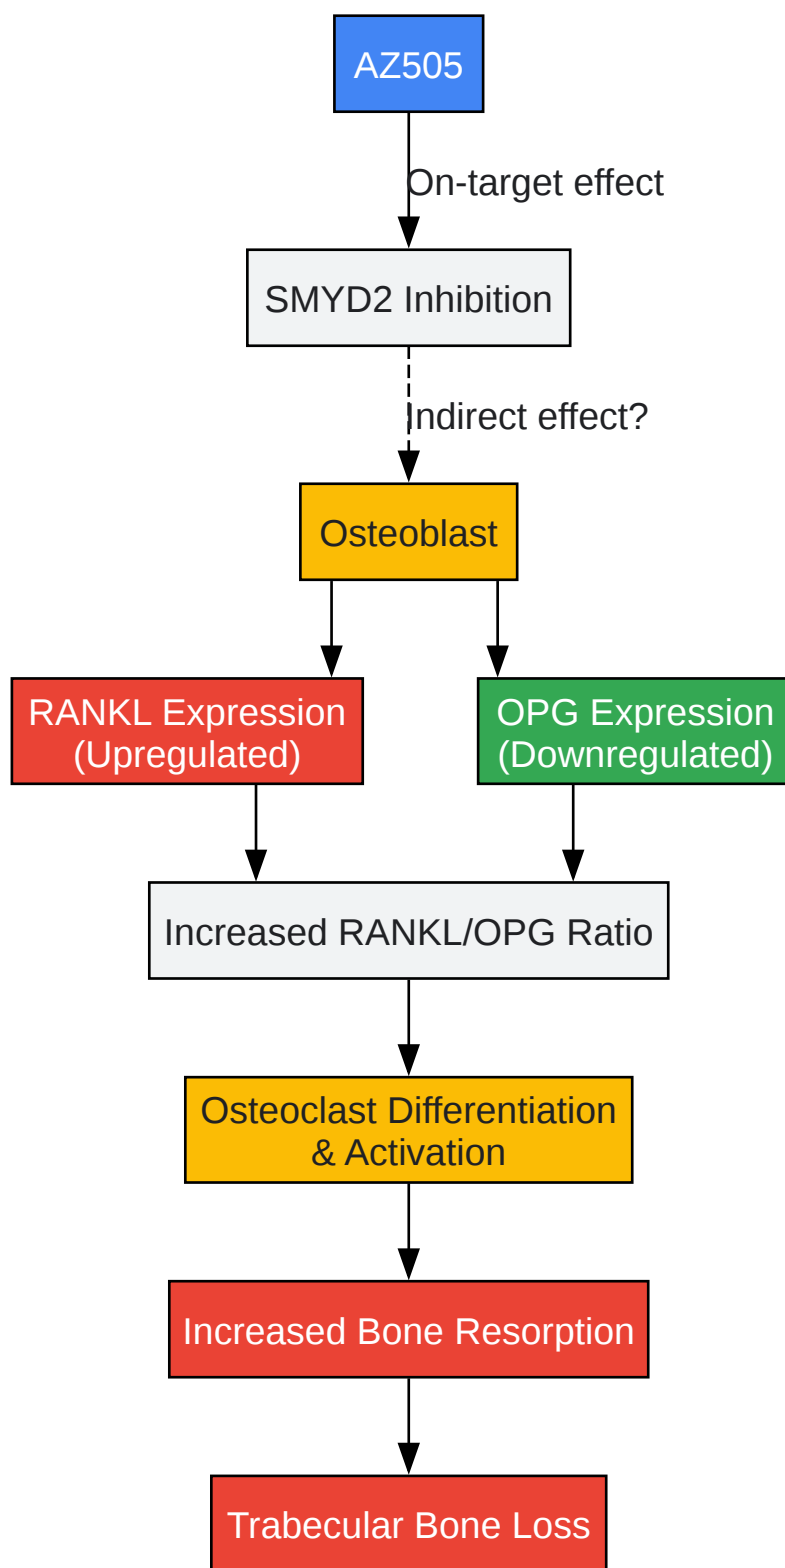 AZ505
On-target effect
SMYD2 Inhibition
Indirect effect?
Osteoblast
RANKL Expression
(Upregulated)
OPG Expression
(Downregulated)
Increased RANKL/OPG Ratio
Osteoclast Differentiation
& Activation
Increased Bone Resorption
Trabecular Bone Loss